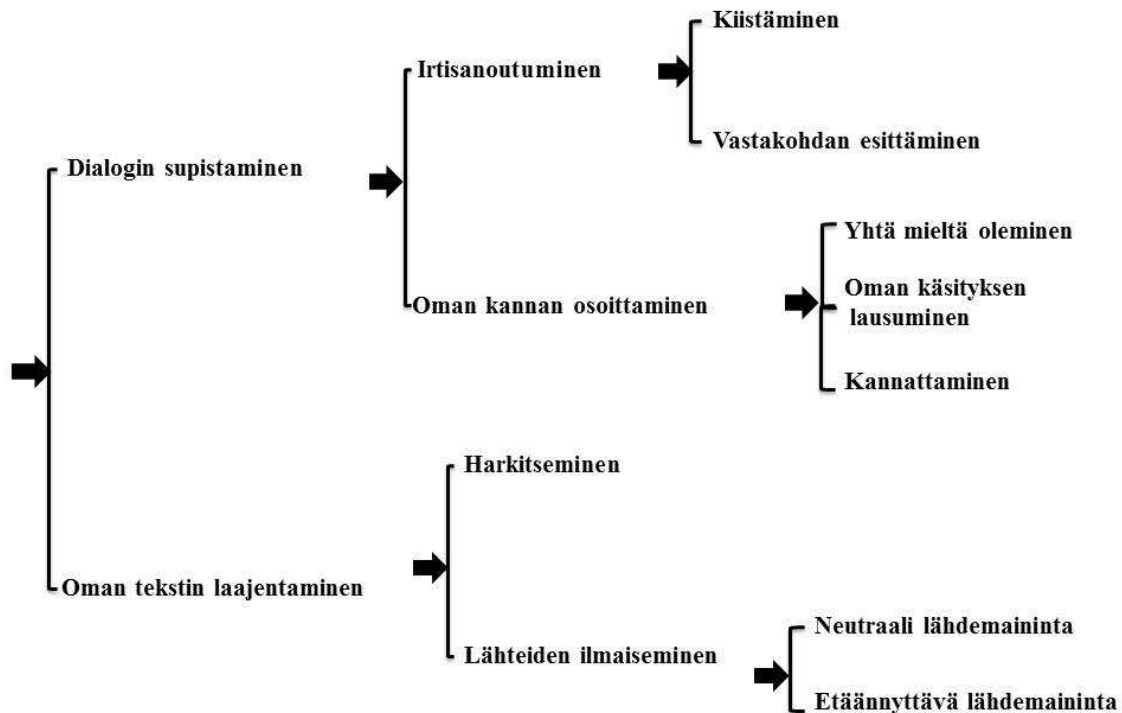 Kiistäminen
Irtisanoutuminen
Vastakohdan esittäminen
Dialogin supistaminen
Yhtä mieltä oleminen
Oman käsityksen
lausuminen
Oman kannan osoittaminen
Kannattaminen
Harkitseminen
Oman tekstin laajentaminen
Neutraali lähdemaininta
Lähteiden ilmaiseminen
Etäännyttävä lähdemaininta